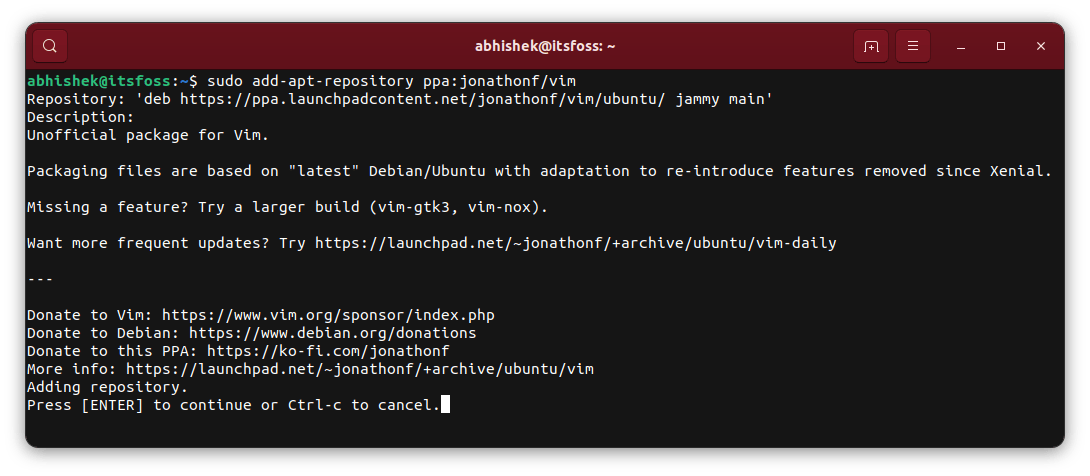 abhishek@itsfoss: ~
abhishek@itsfoss:~$ sudo add-apt-repository ppa:jonathonf/vim
Repository: 'deb https://ppa.launchpadcontent.net/jonathonf/vim/ubuntu/ jammy main'
Description:
Unofficial package for Vim.
Packaging files are based on "latest" Debian/Ubuntu with adaptation to re-introduce features removed since Xenial.
Missing a feature? Try a larger build (vim-gtk3, vim-nox).
Want more frequent updates? Try https://launchpad.net/~jonathonf/+archive/ubuntu/vim-daily
---
Donate to Vim: https://www.vim.org/sponsor/index.php
Donate to Debian: https://www.debian.org/donations
Donate to this PPA: https://ko-fi.com/jonathonf
More info: https://launchpad.net/~jonathonf/+archive/ubuntu/vim
Adding repository.
Press [ENTER] to continue or Ctrl-c to cancel.